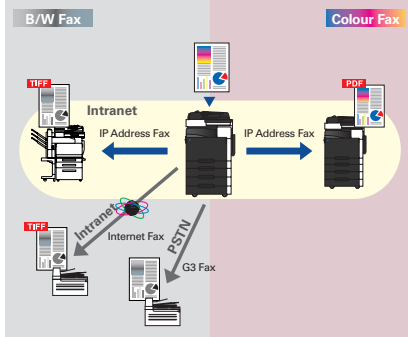 B/W Fax
Colour Fax
TIFF
PDF
Intranet
IP Address Fax
IP Address Fax
Intranet
Internet Fax
PSTN
TIFF
G3 Fax